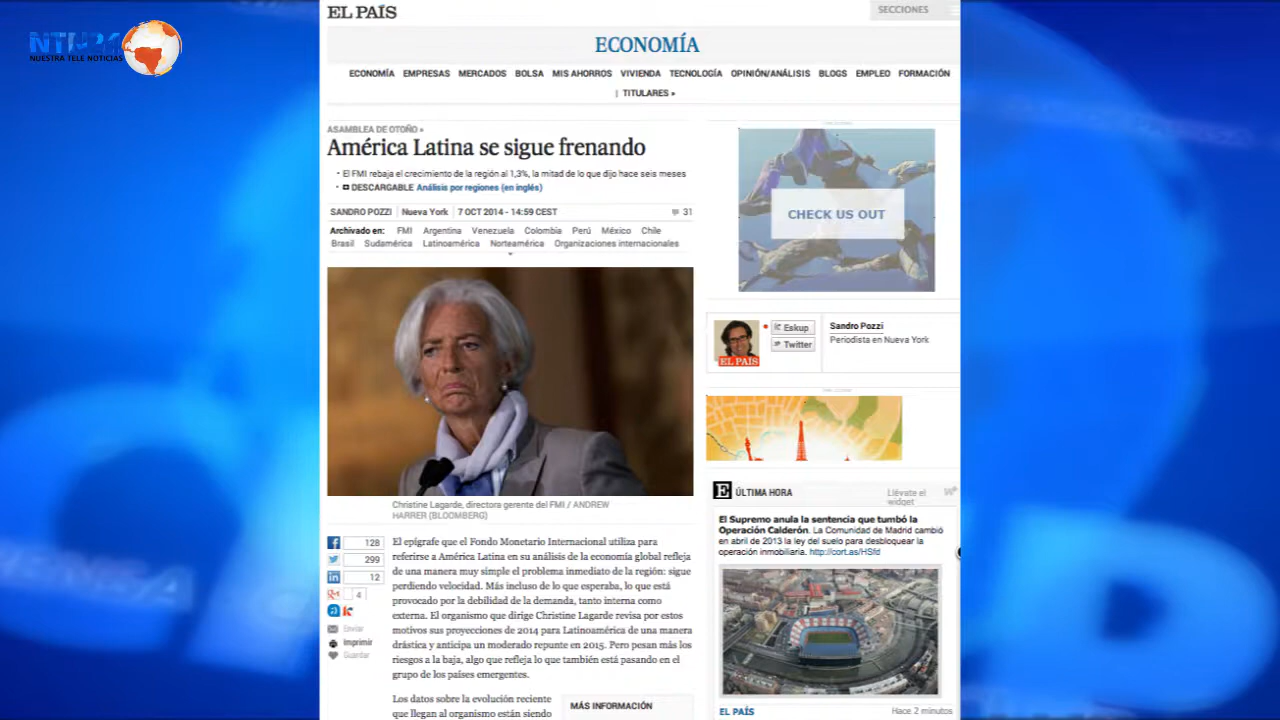 NTN24
NUESTRA TELE NOTICIAS
EL PAÍS
SECCIONES
ECONOMÍA
ECONOMÍA EMPRESAS MERCADOS BOLSA MIS AHORROS VIVIENDA TECNOLOGÍA OPINIÓN/ANÁLISIS BLOGS EMPLEO FORMACIÓN
| TITULARES »
ASAMBLEA DE OTOÑO »
América Latina se sigue frenando
• El FMI rebaja el crecimiento de la región al 1,3%, la mitad de lo que dijo hace seis meses
• DESCARGABLE Análisis por regiones (en inglés)
SANDRO POZZI | Nueva York | 7 OCT 2014 - 14:59 CEST
31
Archivado en: FMI Argentina Venezuela Colombia Perú México Chile
Brasil Sudamérica Latinoamérica Norteamérica Organizaciones internacionales
Christine Lagarde, directora gerente del FMI / ANDREW
HARRER (BLOOMBERG)
128
299
12
4
Enviar
Imprimir
Guardar
El epígrafe que el Fondo Monetario Internacional utiliza para
referirse a América Latina en su análisis de la economía global refleja
de una manera muy simple el problema inmediato de la región: sigue
perdiendo velocidad. Más incluso de lo que esperaba, lo que está
provocado por la debilidad de la demanda, tanto interna como
externa. El organismo que dirige Christine Lagarde revisa por estos
motivos sus proyecciones de 2014 para Latinoamérica de una manera
drástica y anticipa un moderado repunte en 2015. Pero pesan más los
riesgos a la baja, algo que refleja lo que también está pasando en el
grupo de los países emergentes.
Los datos sobre la evolución reciente
que llegan al organismo están siendo
MÁS INFORMACIÓN
CHECK US OUT
EL PAÍS
Eskup
Twitter
Sandro Pozzi
Periodista en Nueva York
E ÚLTIMA HORA
Llévate el
widget
El Supremo anula la sentencia que tumbó la
Operación Calderón. La Comunidad de Madrid cambió
en abril de 2013 la ley del suelo para desbloquear la
operación inmobiliaria. http://cort.as/HSfd
EL PAÍS
Hace 2 minutos